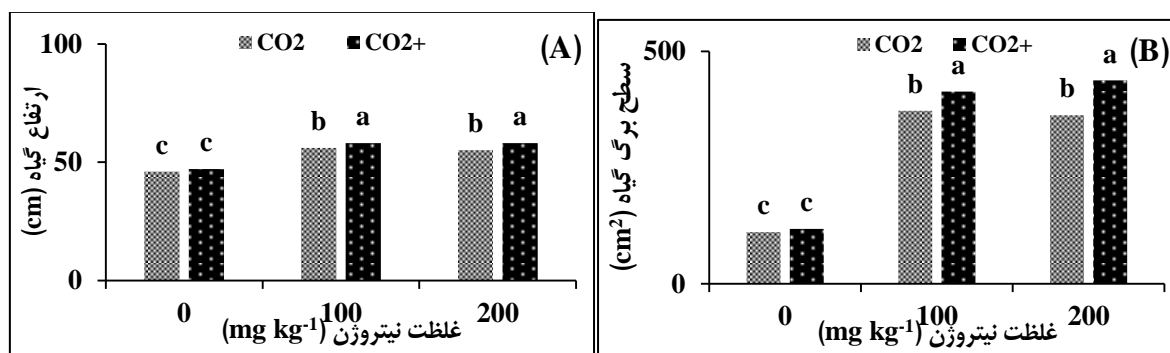 (A)
CO2 CO2+
ارتفاع گیاه (cm)
100
50
0
c c b a b a
0 100 200
غلظت نیتروژن (mg kg⁻¹)
(B)
CO2 CO2+
سطح برگ گیاه (cm²)
500
0
c c b a b a
0 100 200
غلظت نیتروژن (mg kg⁻¹)